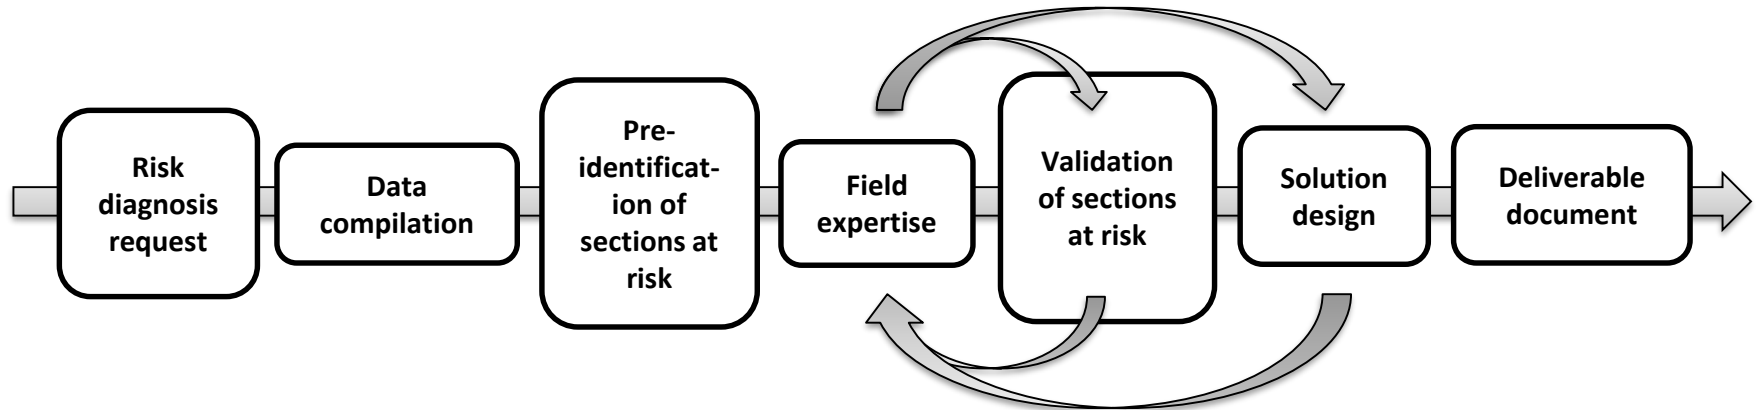 Risk
diagnosis
request
Data
compilation
Pre-
identificat-
ion of
sections at
risk
Field
expertise
Validation
of sections
at risk
Solution
design
Deliverable
document